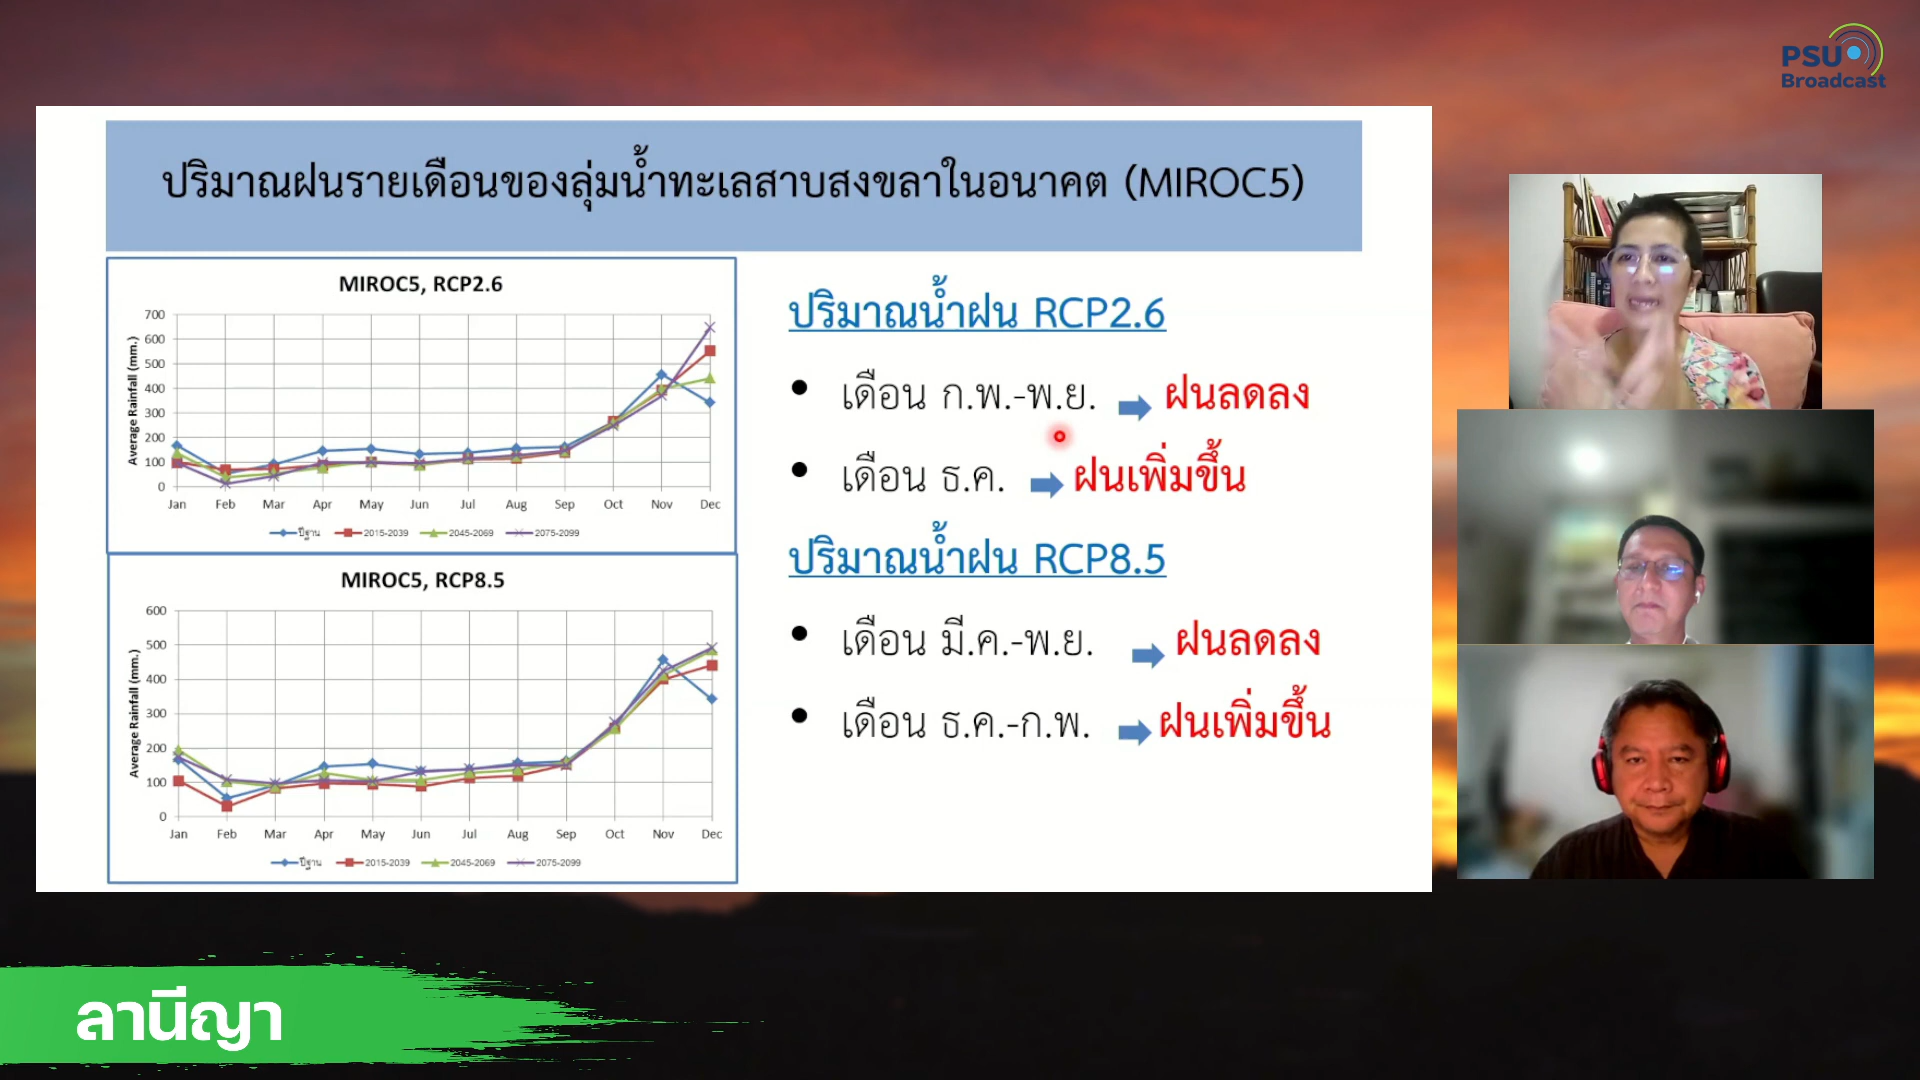 PSU
Broadcast
ปริมาณฝนรายเดือนของลุ่มน้ำทะเลสาบสงขลาในอนาคต (MIROC5)
MIROC5, RCP2.6
Average Rainfall (mm.)
700
600
500
400
300
200
100
0
Jan Feb Mar Apr May Jun Jul Aug Sep Oct Nov Dec
ปีฐาน 2015-2039 2045-2069 2075-2099
MIROC5, RCP8.5
Average Rainfall (mm.)
600
500
400
300
200
100
0
Jan Feb Mar Apr May Jun Jul Aug Sep Oct Nov Dec
ปีฐาน 2015-2039 2045-2069 2075-2099
ปริมาณน้ำฝน RCP2.6
• เดือน ก.พ.-พ.ย. ฝนลดลง
• เดือน ธ.ค. ฝนเพิ่มขึ้น
ปริมาณน้ำฝน RCP8.5
• เดือน มี.ค.-พ.ย. ฝนลดลง
• เดือน ธ.ค.-ก.พ. ฝนเพิ่มขึ้น
ลานีญา